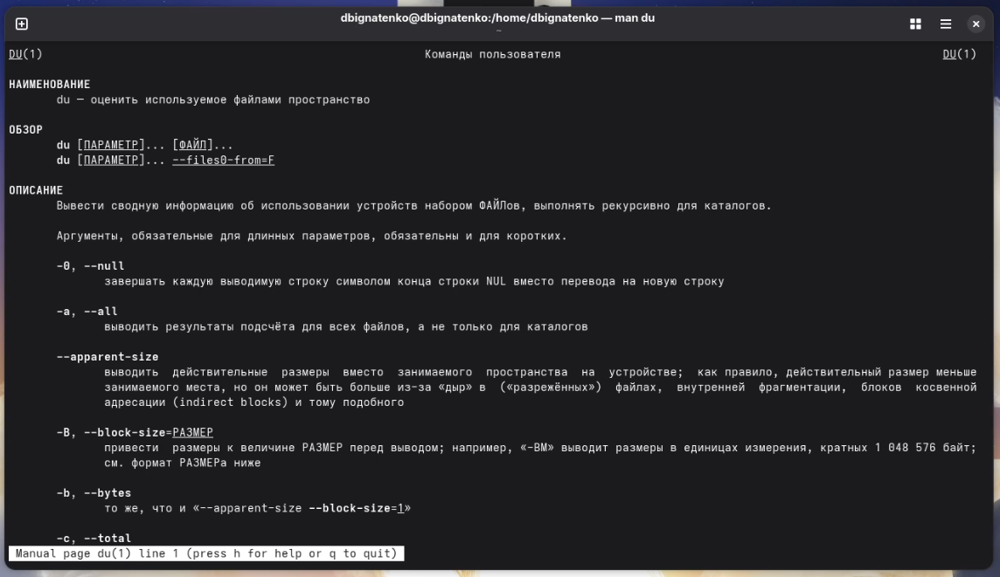 dbignatenko@dbignatenko:/home/dbignatenko — man du
~
DU(1) Команды пользователя DU(1)
НАИМЕНОВАНИЕ
du — оценить используемое файлами пространство
ОБЗОР
du [ПАРАМЕТР]... [ФАЙЛ]...
du [ПАРАМЕТР]... --files0-from=F
ОПИСАНИЕ
Вывести сводную информацию об использовании устройств набором ФАЙЛов, выполнять рекурсивно для каталогов.
Аргументы, обязательные для длинных параметров, обязательны и для коротких.
-0, --null
завершать каждую выводимую строку символом конца строки NUL вместо перевода на новую строку
-a, --all
выводить результаты подсчёта для всех файлов, а не только для каталогов
--apparent-size
выводить действительные размеры вместо занимаемого пространства на устройстве; как правило, действительный размер меньше
занимаемого места, но он может быть больше из-за «дыр» в («разрежённых») файлах, внутренней фрагментации, блоков косвенной
адресации (indirect blocks) и тому подобного
-B, --block-size=РАЗМЕР
привести размеры к величине РАЗМЕР перед выводом; например, «-BM» выводит размеры в единицах измерения, кратных 1 048 576 байт;
см. формат РАЗМЕРа ниже
-b, --bytes
то же, что и «--apparent-size --block-size=1»
-c, --total
Manual page du(1) line 1 (press h for help or q to quit)